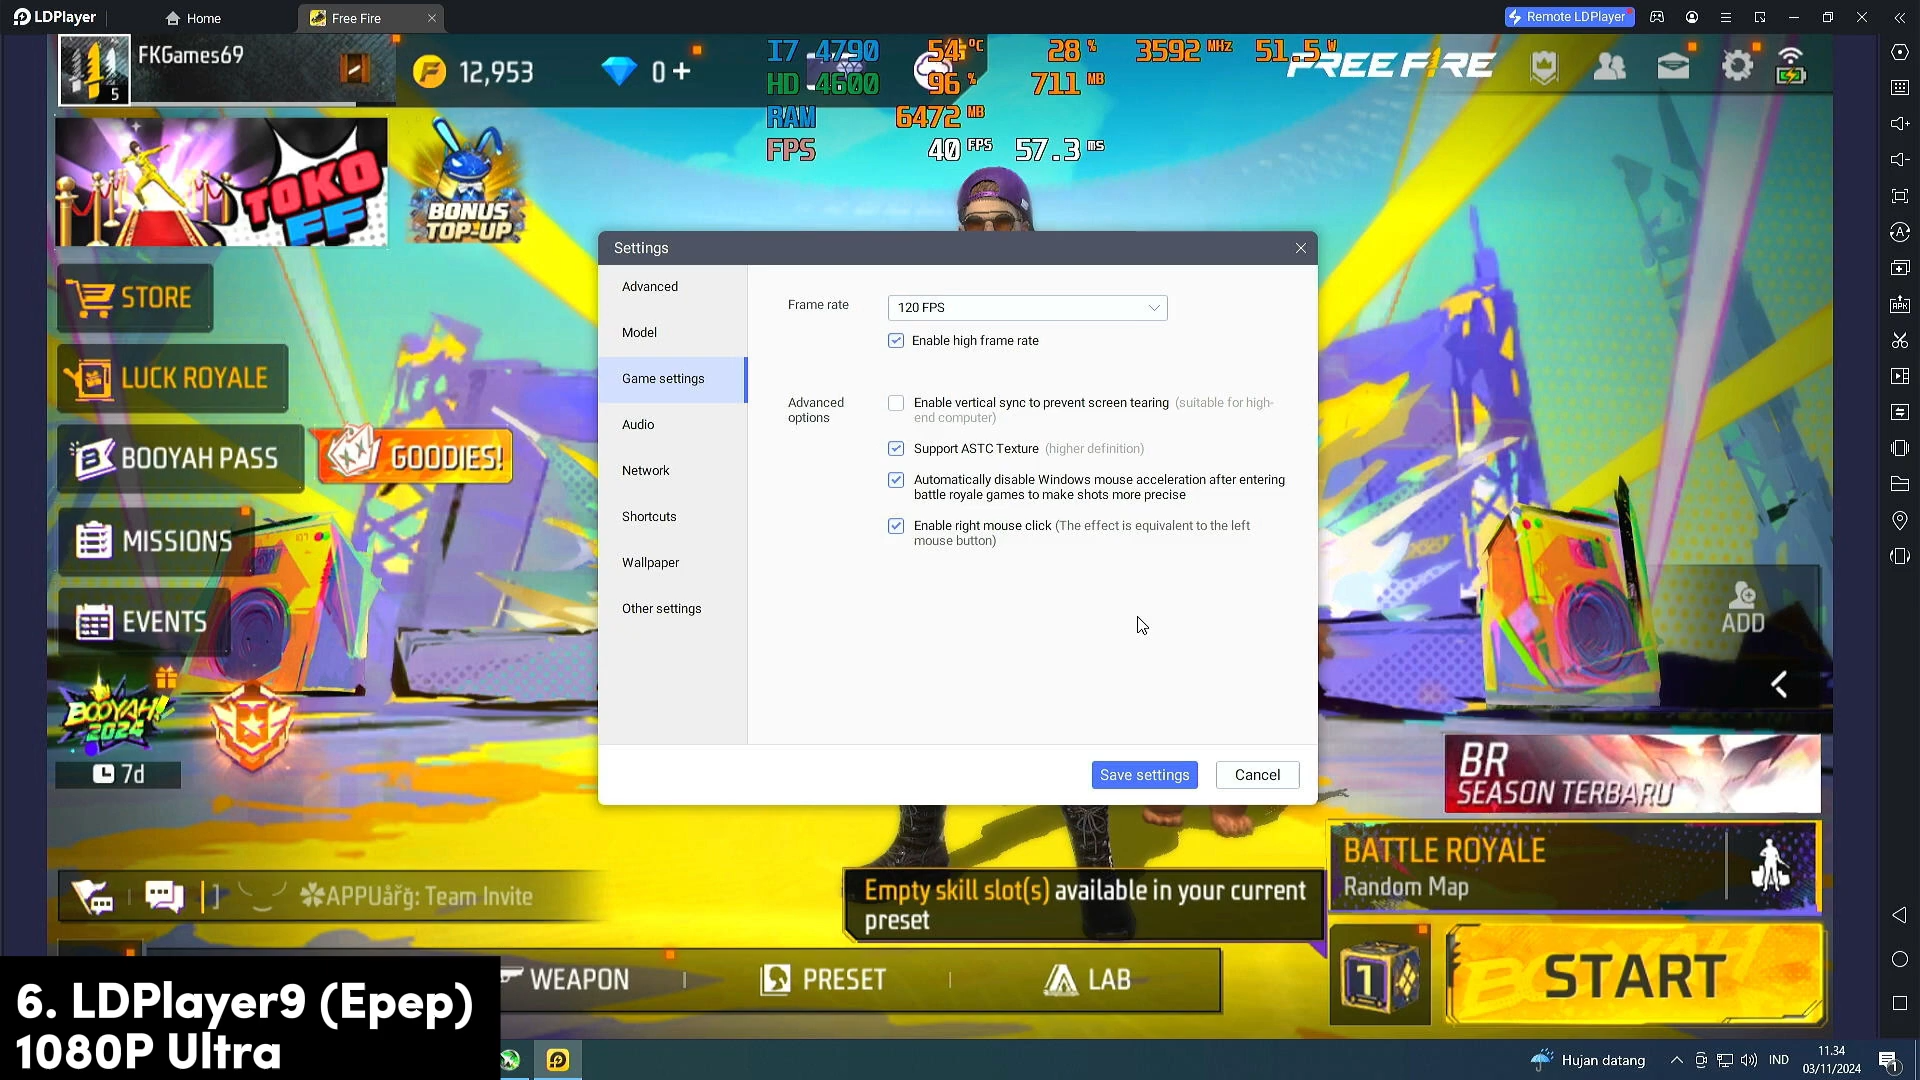 LDPlayer
Home
Free Fire
Remote LDPlayer
FKGames69
5
12,953
0 +
I7 4790 54 °C 28 % 3592 MHz 51.5 W
HD 4600 96 % 711 MB
RAM 6472 MB
FPS 40 FPS 57.3 ms
FREE FIRE
TOKO
FF
BONUS
TOP-UP
STORE
LUCK ROYALE
BOOYAH PASS
GOODIES!
MISSIONS
EVENTS
BOOYAH!
2024
7d
Settings
Advanced
Model
Game settings
Audio
Network
Shortcuts
Wallpaper
Other settings
Frame rate
120 FPS
Enable high frame rate
Advanced
options
Enable vertical sync to prevent screen tearing (suitable for high-
end computer)
Support ASTC Texture (higher definition)
Automatically disable Windows mouse acceleration after entering
battle royale games to make shots more precise
Enable right mouse click (The effect is equivalent to the left
mouse button)
Save settings
Cancel
ADD
BR
SEASON TERBARU
BATTLE ROYALE
Random Map
Empty skill slot(s) available in your current
preset
APPUåřg: Team Invite
WEAPON
PRESET
LAB
1
START
6. LDPlayer9 (Epep)
1080P Ultra
Hujan datang
IND
11.34
03/11/2024
1